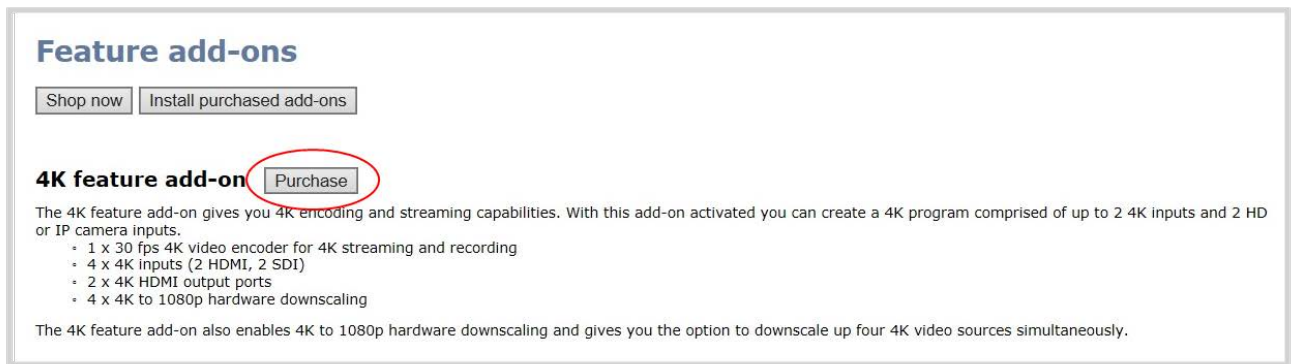 Feature add-ons
Shop now Install purchased add-ons
4K feature add-on Purchase
The 4K feature add-on gives you 4K encoding and streaming capabilities. With this add-on activated you can create a 4K program comprised of up to 2 4K inputs and 2 HD
or IP camera inputs.
◦ 1 x 30 fps 4K video encoder for 4K streaming and recording
◦ 4 x 4K inputs (2 HDMI, 2 SDI)
◦ 2 x 4K HDMI output ports
◦ 4 x 4K to 1080p hardware downscaling
The 4K feature add-on also enables 4K to 1080p hardware downscaling and gives you the option to downscale up four 4K video sources simultaneously.